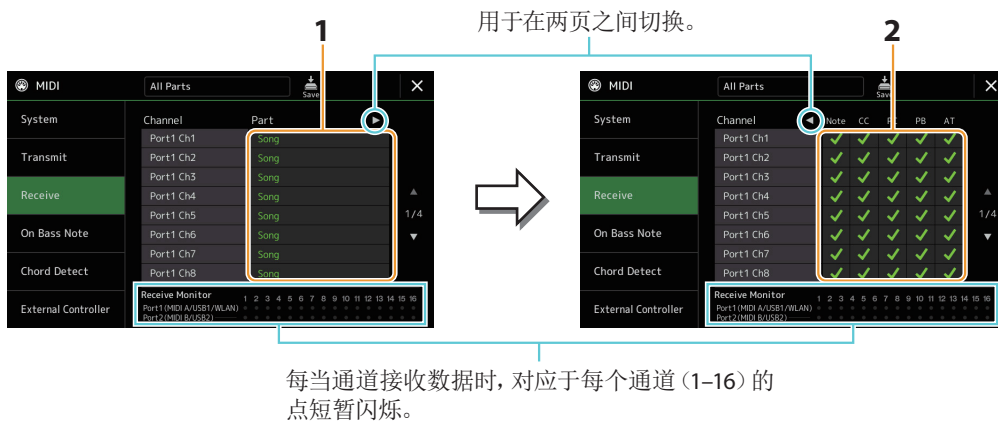 用于在两页之间切换。
1
2
MIDI
All Parts
Save
System
Transmit
Receive
On Bass Note
Chord Detect
External Controller
Channel Part
Port1 Ch1 Song
Port1 Ch2 Song
Port1 Ch3 Song
Port1 Ch4 Song
Port1 Ch5 Song
Port1 Ch6 Song
Port1 Ch7 Song
Port1 Ch8 Song
1/4
Receive Monitor 1 2 3 4 5 6 7 8 9 10 11 12 13 14 15 16
Port1(MIDI A/USB1/WLAN)
Port2(MIDI B/USB2)
MIDI
All Parts
Save
System
Transmit
Receive
On Bass Note
Chord Detect
External Controller
Channel Note CC PC PB AT
Port1 Ch1
Port1 Ch2
Port1 Ch3
Port1 Ch4
Port1 Ch5
Port1 Ch6
Port1 Ch7
Port1 Ch8
1/4
Receive Monitor 1 2 3 4 5 6 7 8 9 10 11 12 13 14 15 16
Port1(MIDI A/USB1/WLAN)
Port2(MIDI B/USB2)
每当通道接收数据时，对应于每个通道（1–16）的
点短暂闪烁。